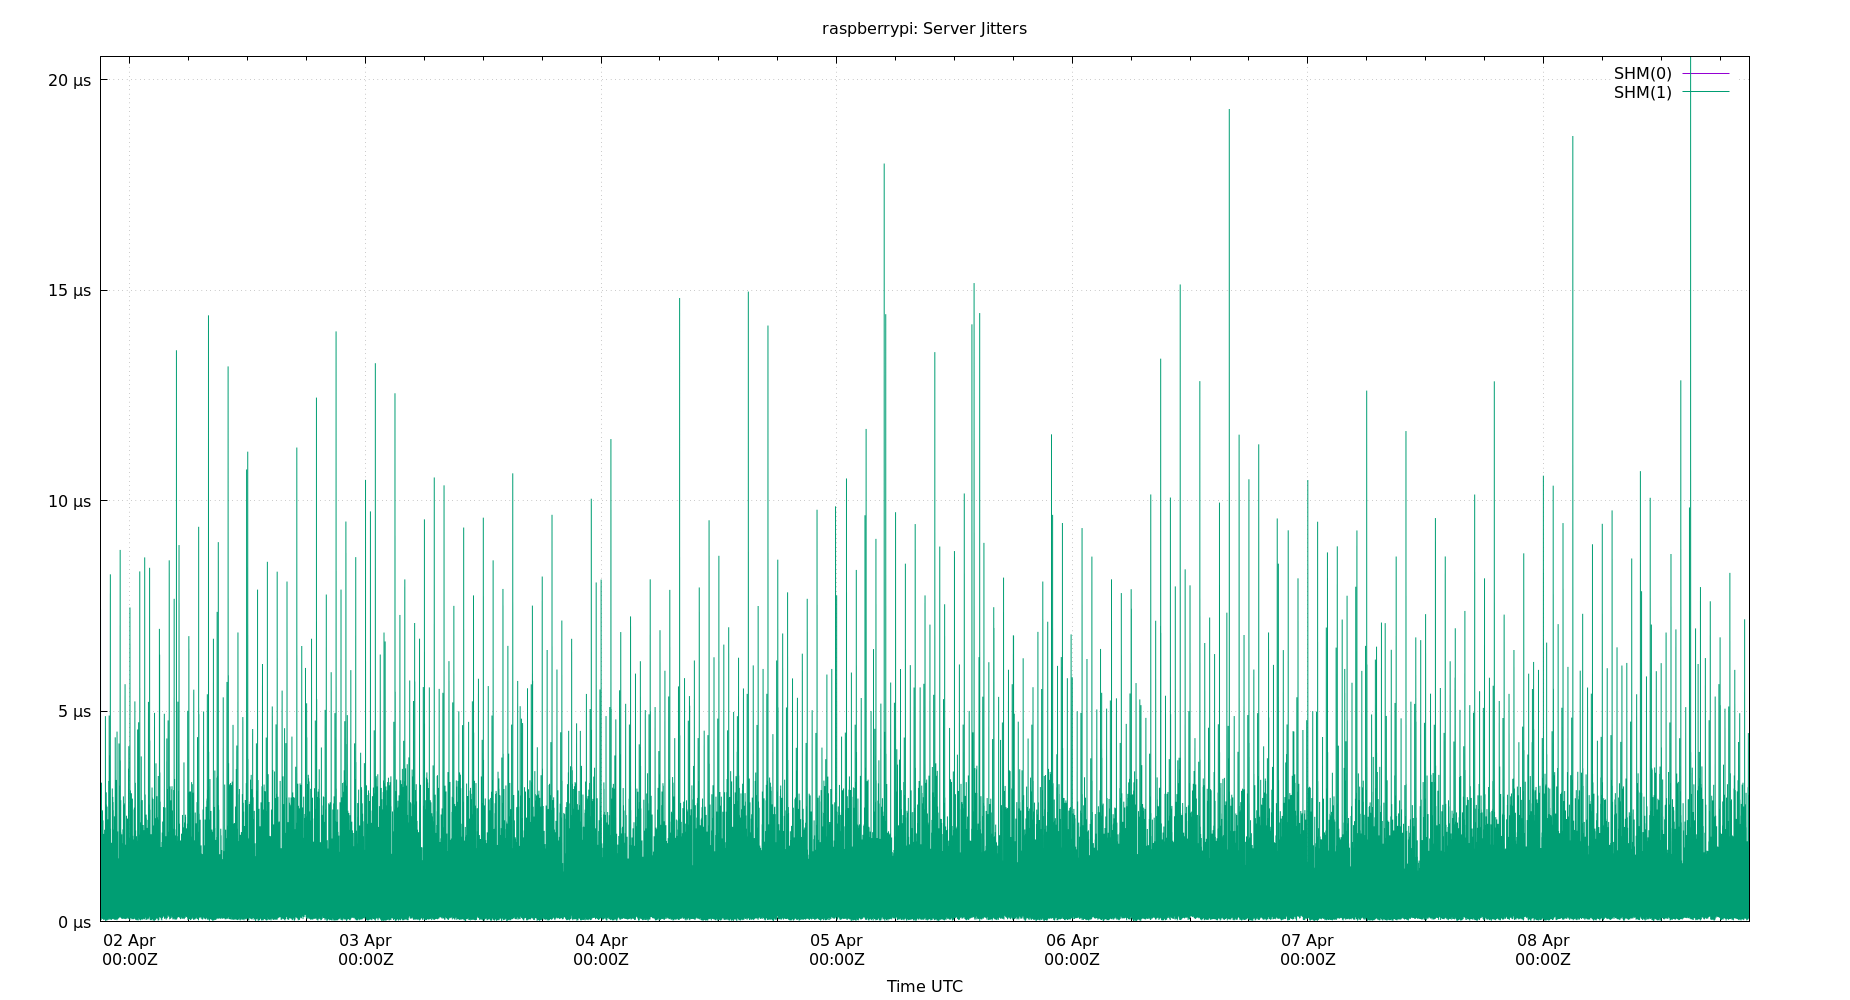 raspberrypi: Server Jitters
20 µs
15 µs
10 µs
5 µs
0 µs
SHM(0)
SHM(1)
02 Apr
00:00Z
03 Apr
00:00Z
04 Apr
00:00Z
05 Apr
00:00Z
06 Apr
00:00Z
07 Apr
00:00Z
08 Apr
00:00Z
Time UTC